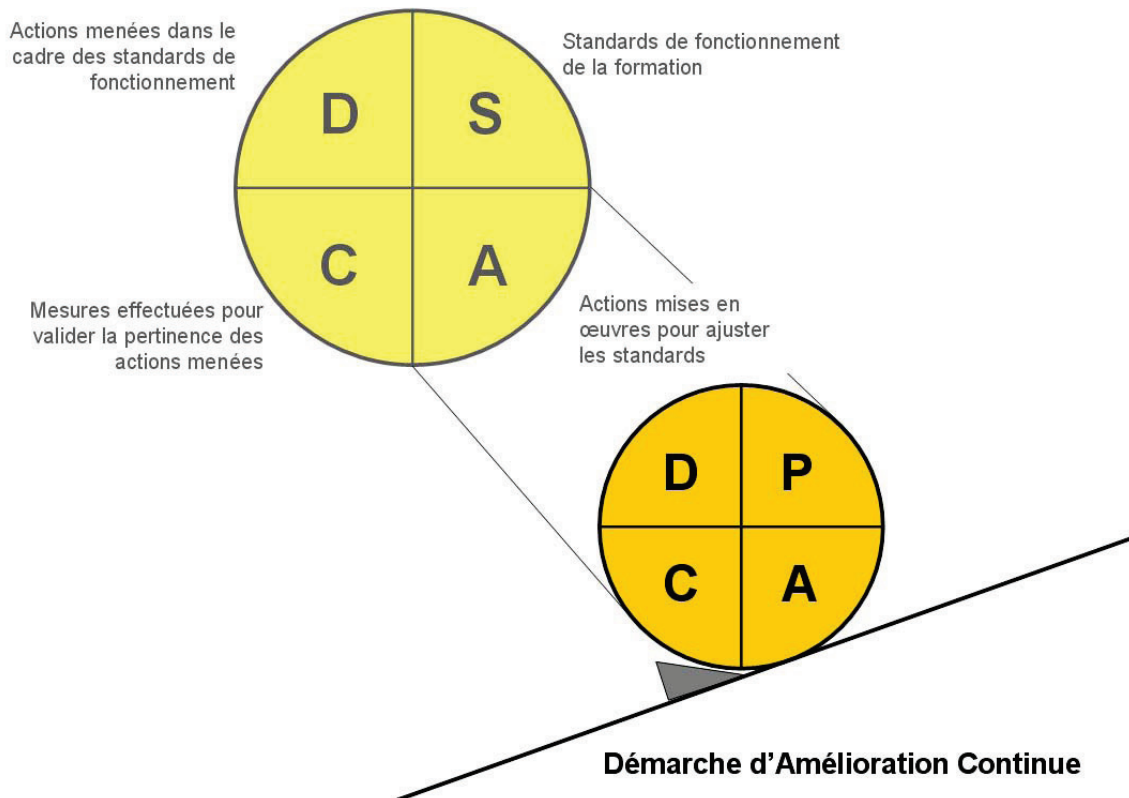 Actions menées dans le
cadre des standards de
fonctionnement
Standards de fonctionnement
de la formation
D
S
C
A
Mesures effectuées pour
valider la pertinence des
actions menées
Actions mises en
œuvres pour ajuster
les standards
D
P
C
A
Démarche d’Amélioration Continue